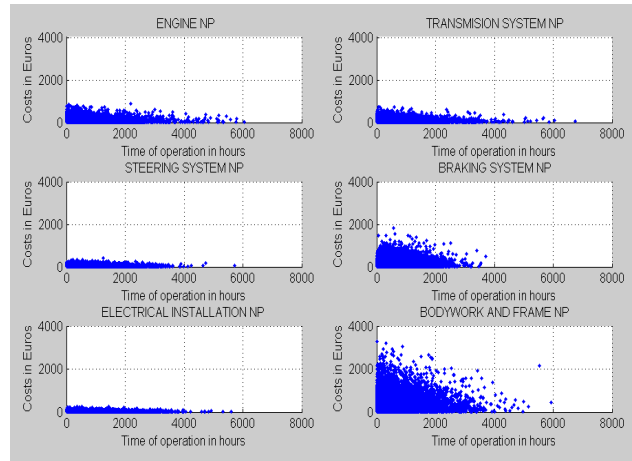 ENGINE NP
Costs in Euros
4000
2000
0
0 2000 4000 6000 8000
Time of operation in hours
TRANSMISION SYSTEM NP
Costs in Euros
4000
2000
0
0 2000 4000 6000 8000
Time of operation in hours
STEERING SYSTEM NP
Costs in Euros
4000
2000
0
0 2000 4000 6000 8000
Time of operation in hours
BRAKING SYSTEM NP
Costs in Euros
4000
2000
0
0 2000 4000 6000 8000
Time of operation in hours
ELECTRICAL INSTALLATION NP
Costs in Euros
4000
2000
0
0 2000 4000 6000 8000
Time of operation in hours
BODYWORK AND FRAME NP
Costs in Euros
4000
2000
0
0 2000 4000 6000 8000
Time of operation in hours